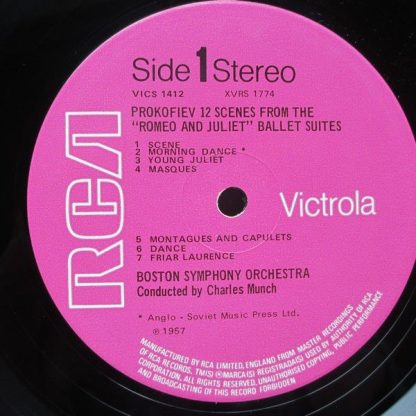 Side 1 Stereo
VICS 1412 XVRS 1774
PROKOFIEV 12 SCENES FROM THE
"ROMEO AND JULIET" BALLET SUITES
1 SCENE
2 MORNING DANCE *
3 YOUNG JULIET
4 MASQUES
RCA
Victrola
5 MONTAGUES AND CAPULETS
6 DANCE
7 FRIAR LAURENCE
BOSTON SYMPHONY ORCHESTRA
Conducted by Charles Munch
* Anglo - Soviet Music Press Ltd.
℗ 1957
MANUFACTURED BY RCA LIMITED, ENGLAND FROM MASTER RECORDINGS
OF RCA RECORDS. TM(S) ® MARCA(S) REGISTRADA(S) USED BY AUTHORITY OF RCA
CORPORATION. ALL RIGHTS RESERVED. UNAUTHORISED COPYING, PUBLIC PERFORMANCE
AND BROADCASTING OF THIS RECORD FORBIDDEN